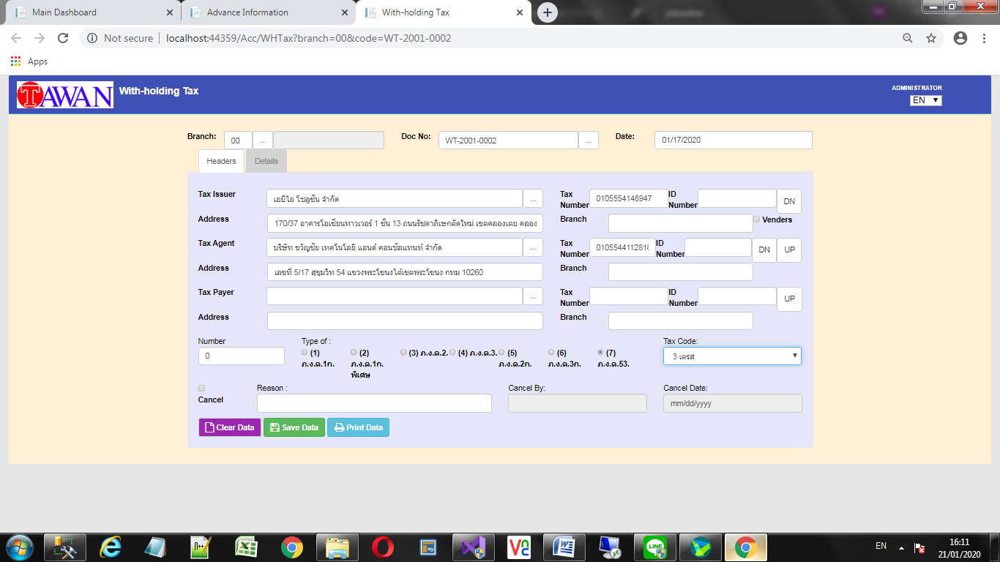 Main Dashboard
Advance Information
With-holding Tax
Not secure
localhost:44359/Acc/WHTax?branch=00&code=WT-2001-0002
Apps
TAWAN
With-holding Tax
ADMINISTRATOR
EN
Branch:
00
...
Doc No:
WT-2001-0002
...
Date:
01/17/2020
Headers
Details
Tax Issuer
เอบิไอ โซลูชั่น จำกัด
...
Tax Number
0105554148947
ID Number
DN
Address
170/37 อาคารโอเชี่ยนทาวเวอร์ 1 ชั้น 13 ถนนรัชดาภิเษกตัดใหม่ เขตคลองเตย คลอง
Branch
Venders
Tax Agent
บริษัท ขวัญชัย เทคโนโลยี แอนด์ คอนซัลแทนท์ จำกัด
...
Tax Number
0105544112818
ID Number
DN
UP
Address
เลขที่ 5/17 สุขุมวิท 54 แขวงพระโขนงใต้เขตพระโขนง กทม 10260
Branch
Tax Payer
...
Tax Number
ID Number
UP
Address
Branch
Number
Type of :
Tax Code:
0
(1) ภ.ง.ด.1ก.
(2) ภ.ง.ด.1ก. พิเศษ
(3) ภ.ง.ด.2.
(4) ภ.ง.ด.3.
(5) ภ.ง.ด.2ก.
(6) ภ.ง.ด.3ก.
(7) ภ.ง.ด.53.
3 เตรส
Cancel
Reason :
Cancel By:
Cancel Date:
mm/dd/yyyy
Clear Data
Save Data
Print Data
EN
16:11
21/01/2020